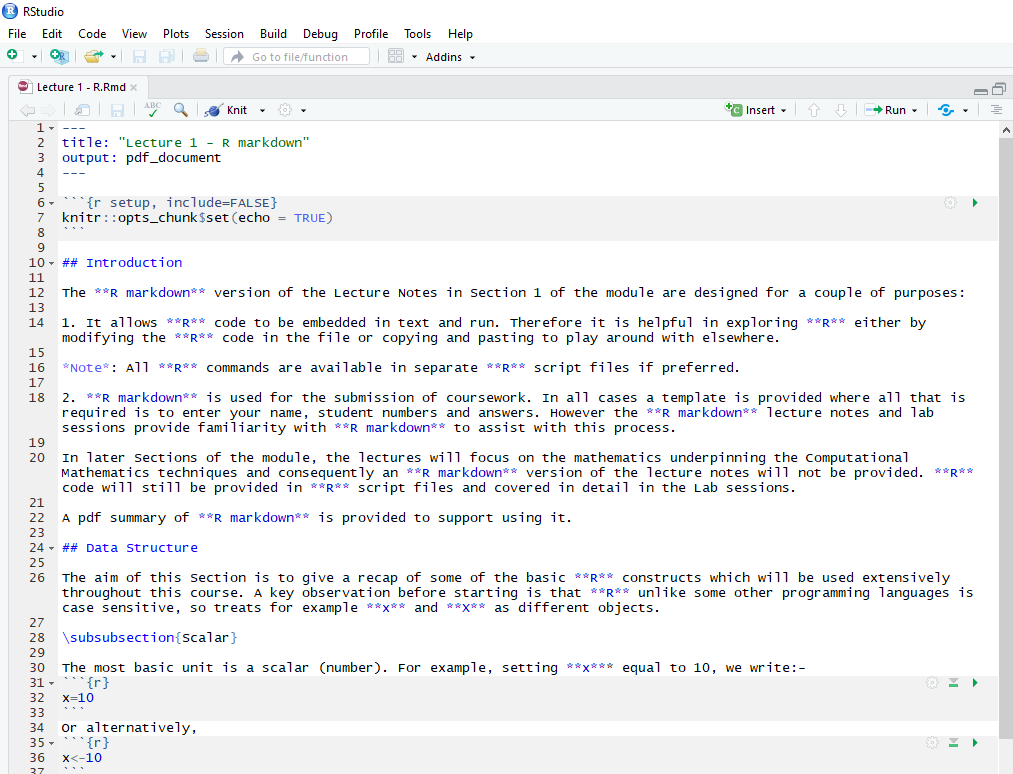 RStudio
File Edit Code View Plots Session Build Debug Profile Tools Help
Go to file/function Addins
Lecture 1 - R.Rmd
ABC Knit Insert Run
1 ---
2 title: "Lecture 1 - R markdown"
3 output: pdf_document
4 ---
5
6 ```{r setup, include=FALSE}
7 knitr::opts_chunk$set(echo = TRUE)
8 ```
9
10 ## Introduction
11
12 The **R markdown** version of the Lecture Notes in Section 1 of the module are designed for a couple of purposes:
13
14 1. It allows **R** code to be embedded in text and run. Therefore it is helpful in exploring **R** either by
modifying the **R** code in the file or copying and pasting to play around with elsewhere.
15
16 *Note*: All **R** commands are available in separate **R** script files if preferred.
17
18 2. **R markdown** is used for the submission of coursework. In all cases a template is provided where all that is
required is to enter your name, student numbers and answers. However the **R markdown** lecture notes and lab
sessions provide familiarity with **R markdown** to assist with this process.
19
20 In later Sections of the module, the lectures will focus on the mathematics underpinning the Computational
Mathematics techniques and consequently an **R markdown** version of the lecture notes will not be provided. **R**
code will still be provided in **R** script files and covered in detail in the Lab sessions.
21
22 A pdf summary of **R markdown** is provided to support using it.
23
24 ## Data Structure
25
26 The aim of this Section is to give a recap of some of the basic **R** constructs which will be used extensively
throughout this course. A key observation before starting is that **R** unlike some other programming languages is
case sensitive, so treats for example **x** and **X** as different objects.
27
28 \subsubsection{Scalar}
29
30 The most basic unit is a scalar (number). For example, setting **x*** equal to 10, we write:-
31 ```{r}
32 x=10
33 ```
34 Or alternatively,
35 ```{r}
36 x<-10
37 ```